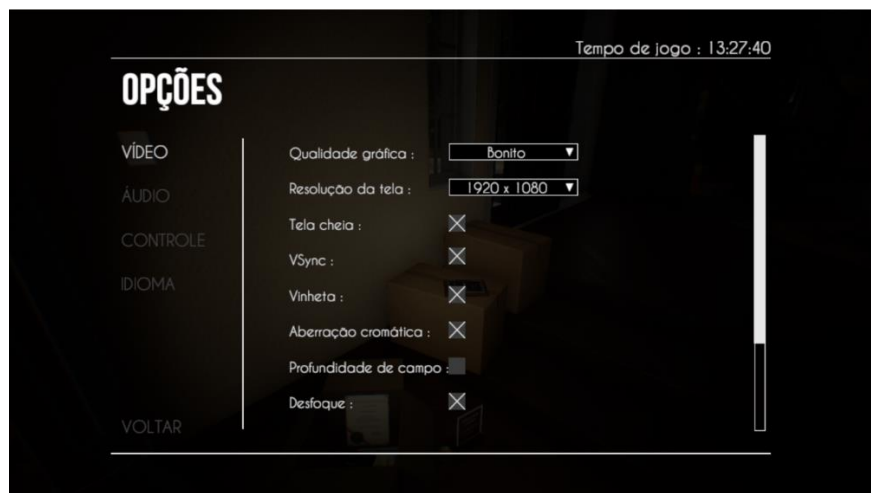 Tempo de jogo : 13:27:40
OPÇÕES
VÍDEO
ÁUDIO
CONTROLE
IDIOMA
VOLTAR
Qualidade gráfica : Bonito
Resolução da tela : 1920 x 1080
Tela cheia :
VSync :
Vinheta :
Aberração cromática :
Profundidade de campo :
Desfoque :